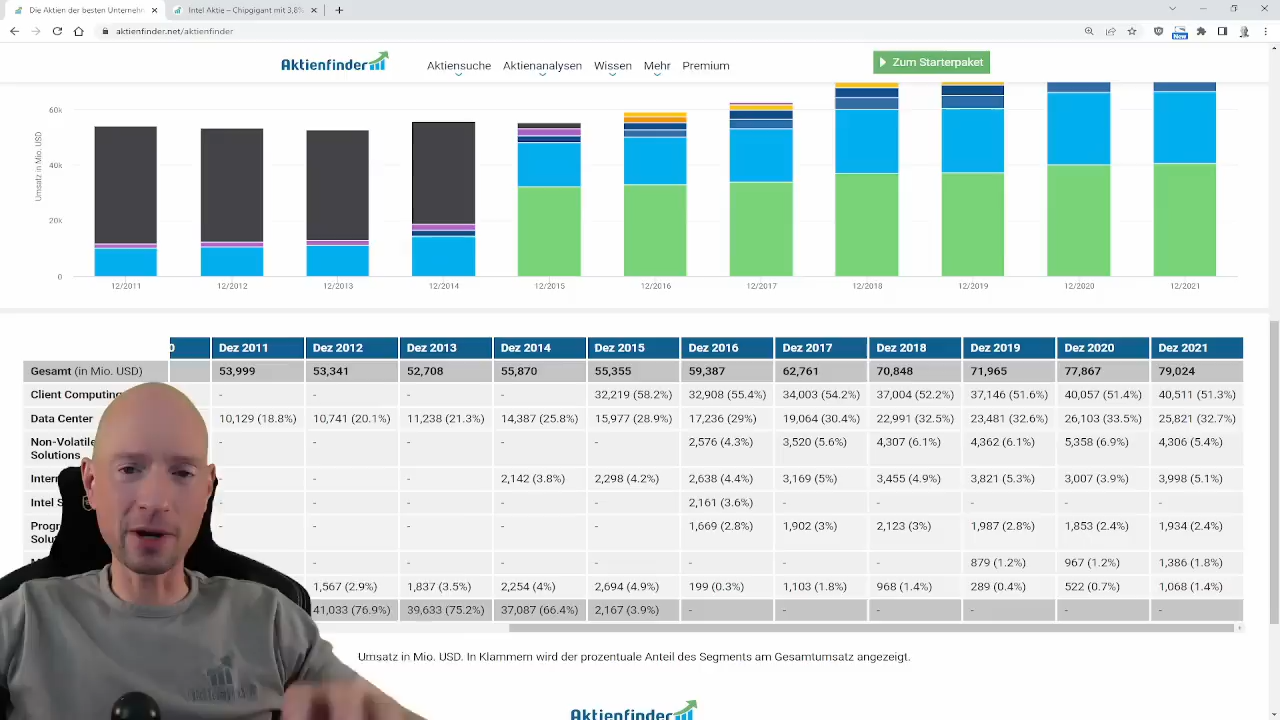 Die Aktien der besten Unternehm
Intel Aktie – Chipgigant mit 3,8%
aktienfinder.net/aktienfinder
New
Aktienfinder
Aktiensuche Aktienanalysen Wissen Mehr Premium
Zum Starterpaket
Umsatz in Mio. USD
60k
40k
20k
0
12/2011 12/2012 12/2013 12/2014 12/2015 12/2016 12/2017 12/2018 12/2019 12/2020 12/2021
0 Dez 2011 Dez 2012 Dez 2013 Dez 2014 Dez 2015 Dez 2016 Dez 2017 Dez 2018 Dez 2019 Dez 2020 Dez 2021
Gesamt (in Mio. USD) 53,999 53,341 52,708 55,870 55,355 59,387 62,761 70,848 71,965 77,867 79,024
Client Computing - - - - 32,219 (58.2%) 32,908 (55.4%) 34,003 (54.2%) 37,004 (52.2%) 37,146 (51.6%) 40,057 (51.4%) 40,511 (51.3%)
Data Center 10,129 (18.8%) 10,741 (20.1%) 11,238 (21.3%) 14,387 (25.8%) 15,977 (28.9%) 17,236 (29%) 19,064 (30.4%) 22,991 (32.5%) 23,481 (32.6%) 26,103 (33.5%) 25,821 (32.7%)
Non-Volatile
Solutions - - - - - 2,576 (4.3%) 3,520 (5.6%) 4,307 (6.1%) 4,362 (6.1%) 5,358 (6.9%) 4,306 (5.4%)
Intern - - - 2,142 (3.8%) 2,298 (4.2%) 2,638 (4.4%) 3,169 (5%) 3,455 (4.9%) 3,821 (5.3%) 3,007 (3.9%) 3,998 (5.1%)
Intel S - - - - - 2,161 (3.6%) - - - - -
Progr
Solu - - - - - 1,669 (2.8%) 1,902 (3%) 2,123 (3%) 1,987 (2.8%) 1,853 (2.4%) 1,934 (2.4%)
- - - - - - - - 879 (1.2%) 967 (1.2%) 1,386 (1.8%)
1,567 (2.9%) 1,837 (3.5%) 2,254 (4%) 2,694 (4.9%) 199 (0.3%) 1,103 (1.8%) 968 (1.4%) 289 (0.4%) 522 (0.7%) 1,068 (1.4%)
41,033 (76.9%) 39,633 (75.2%) 37,087 (66.4%) 2,167 (3.9%) - - - - - -
Umsatz in Mio. USD. In Klammern wird der prozentuale Anteil des Segments am Gesamtumsatz angezeigt.
Aktienfinder